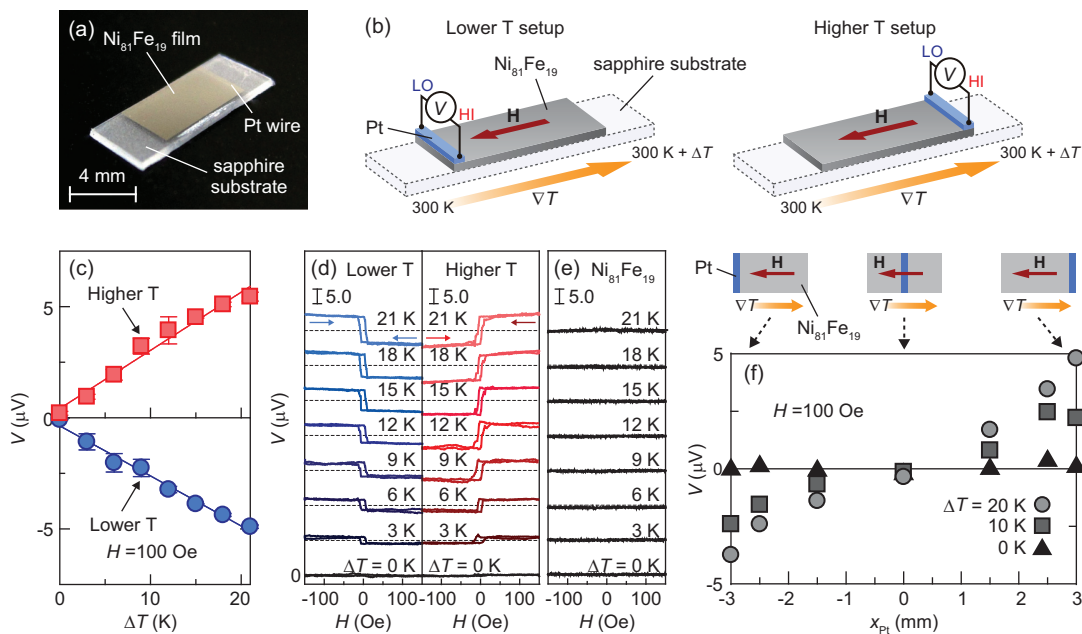 (a)
Ni81Fe19 film
Pt wire
sapphire
substrate
4 mm
(b)
Lower T setup
Ni81Fe19
sapphire substrate
LO
V
HI
Pt
H
300 K
∇T
300 K + ΔT
Higher T setup
LO
V
HI
H
300 K
∇T
300 K + ΔT
(c)
Higher T
Lower T
H =100 Oe
V (μV)
5
0
-5
0
10
20
ΔT (K)
(d)
Lower T
Higher T
5.0
5.0
21 K
21 K
18 K
18 K
15 K
15 K
12 K
12 K
9 K
9 K
6 K
6 K
3 K
3 K
ΔT = 0 K
ΔT = 0 K
V (μV)
0
-100
0
100
-100
0
100
H (Oe)
H (Oe)
(e)
Ni81Fe19
5.0
21 K
18 K
15 K
12 K
9 K
6 K
3 K
ΔT = 0 K
-100
0
100
H (Oe)
Pt
H
∇T
Ni81Fe19
H
∇T
H
∇T
(f)
H =100 Oe
ΔT = 20 K
10 K
0 K
V (μV)
5
0
-5
-3
-2
-1
0
1
2
3
xPt (mm)